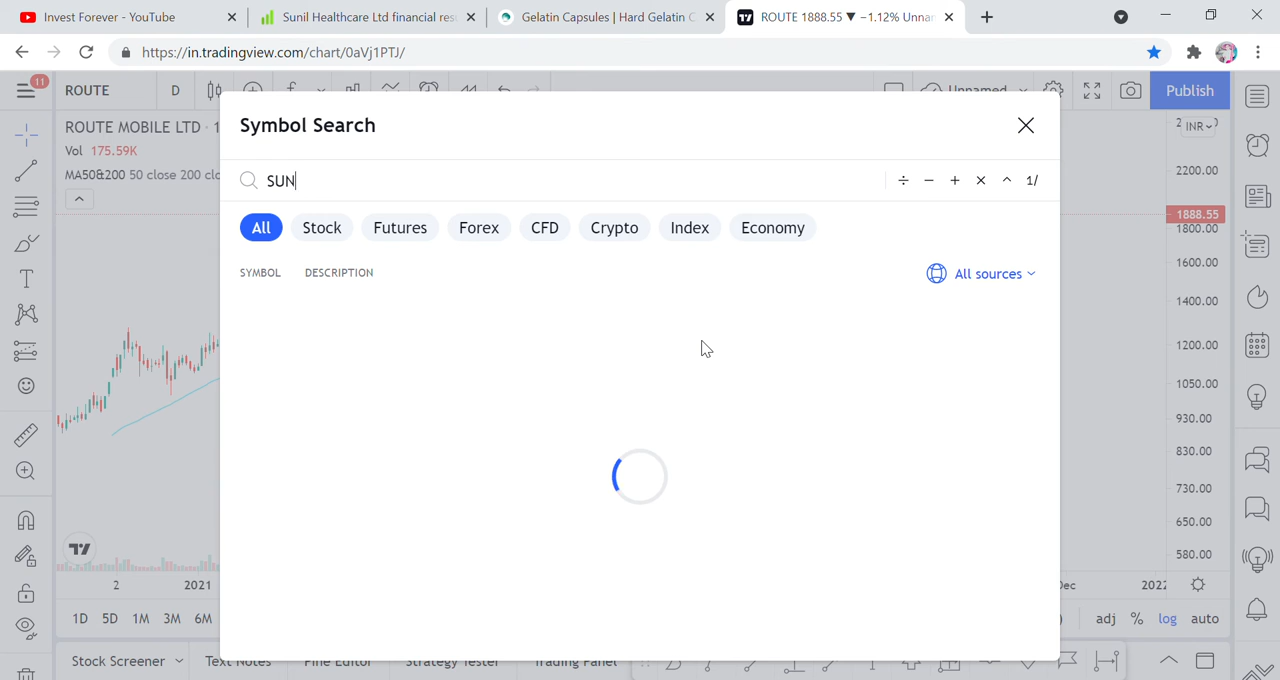 Invest Forever - YouTube
Sunil Healthcare Ltd financial res
Gelatin Capsules | Hard Gelatin C
ROUTE 1888.55 ▼ −1.12% Unnar
https://in.tradingview.com/chart/0aVj1PTJ/
11
ROUTE
D
Unnamed
Publish
ROUTE MOBILE LTD · 1
Vol 175.59K
MA50&200 50 close 200 clo
Symbol Search
SUN
÷ − + × ^ 1/
All
Stock
Futures
Forex
CFD
Crypto
Index
Economy
SYMBOL
DESCRIPTION
All sources
INR
2200.00
1888.55
1800.00
1600.00
1400.00
1200.00
1050.00
930.00
830.00
730.00
650.00
580.00
2
2021
Dec
2022
1D 5D 1M 3M 6M
adj % log auto
Stock Screener
Text Notes
Pine Editor
Strategy Tester
Trading Panel